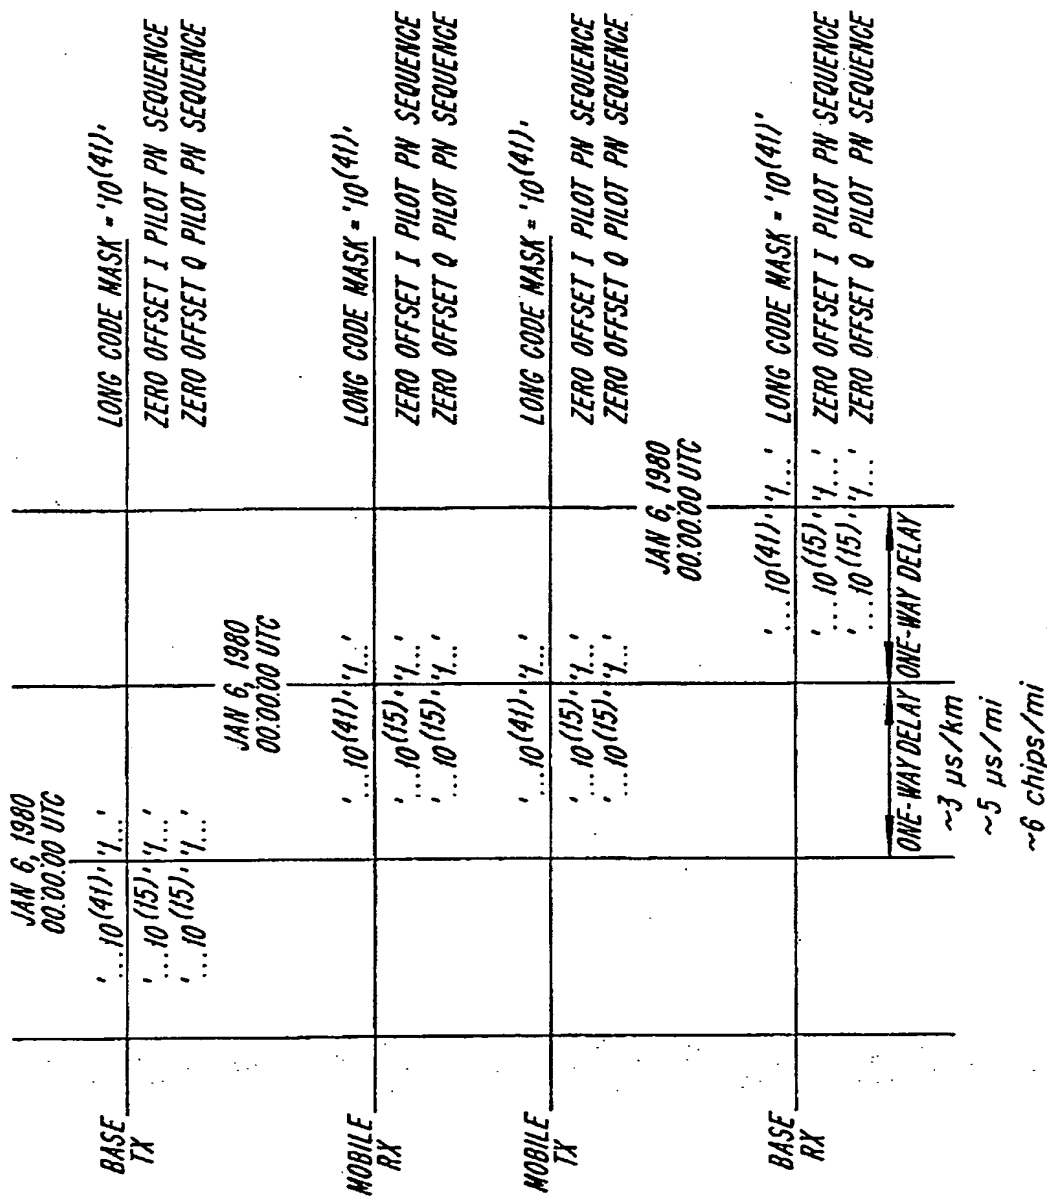 JAN 6, 1980
00:00:00 UTC
BASE
TX
'...10(41)' '1...' LONG CODE MASK = '10(41)'
'...10(15)' '1...' ZERO OFFSET I PILOT PN SEQUENCE
'...10(15)' '1...' ZERO OFFSET Q PILOT PN SEQUENCE
JAN 6, 1980
00:00:00 UTC
MOBILE
RX
'...10(41)' '1...' LONG CODE MASK = '10(41)'
'...10(15)' '1...' ZERO OFFSET I PILOT PN SEQUENCE
'...10(15)' '1...' ZERO OFFSET Q PILOT PN SEQUENCE
MOBILE
TX
'...10(41)' '1...' LONG CODE MASK = '10(41)'
'...10(15)' '1...' ZERO OFFSET I PILOT PN SEQUENCE
'...10(15)' '1...' ZERO OFFSET Q PILOT PN SEQUENCE
JAN 6, 1980
00:00:00 UTC
BASE
RX
'...10(41)' '1...' LONG CODE MASK = '10(41)'
'...10(15)' '1...' ZERO OFFSET I PILOT PN SEQUENCE
'...10(15)' '1...' ZERO OFFSET Q PILOT PN SEQUENCE
ONE-WAY DELAY ONE-WAY DELAY
~3 µs/km
~5 µs/mi
~6 chips/mi